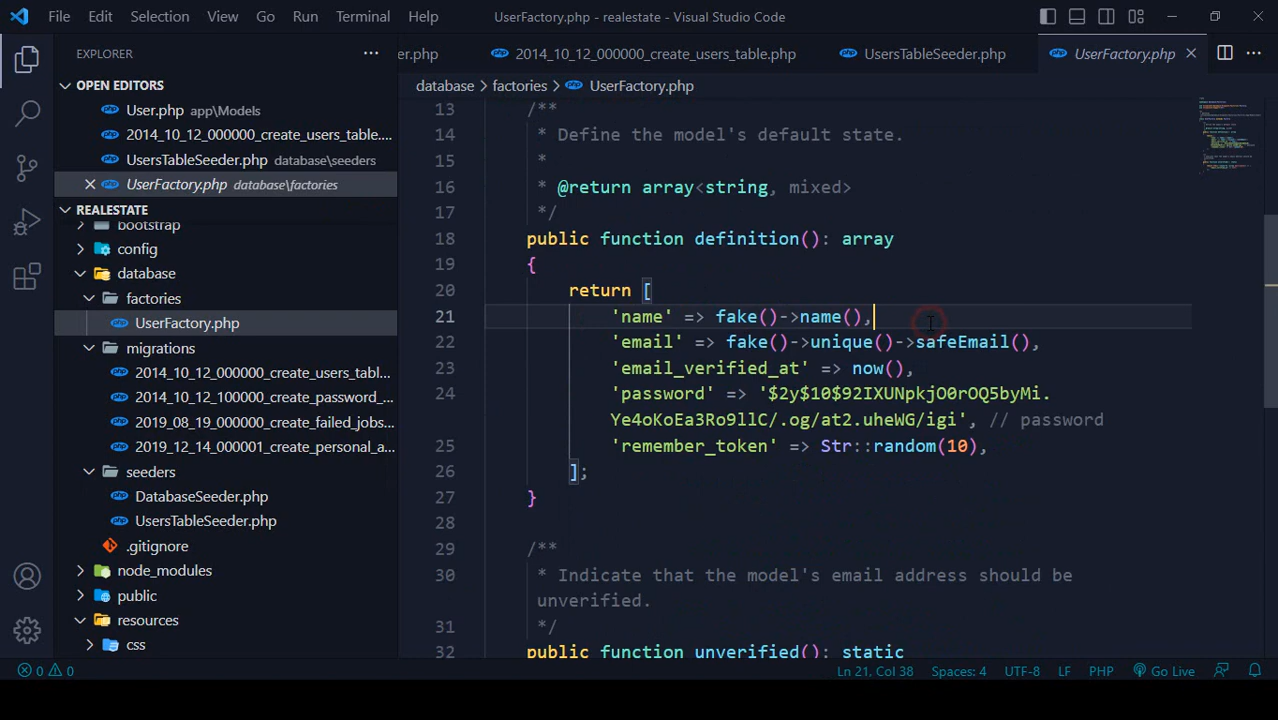 File Edit Selection View Go Run Terminal Help UserFactory.php - realestate - Visual Studio Code
EXPLORER
OPEN EDITORS
User.php app\Models
2014_10_12_000000_create_users_table....
UsersTableSeeder.php database\seeders
UserFactory.php database\factories
REALESTATE
bootstrap
config
database
factories
UserFactory.php
migrations
2014_10_12_000000_create_users_tabl...
2014_10_12_100000_create_password_...
2019_08_19_000000_create_failed_jobs...
2019_12_14_000001_create_personal_a...
seeders
DatabaseSeeder.php
UsersTableSeeder.php
.gitignore
node_modules
public
resources
css
er.php 2014_10_12_000000_create_users_table.php UsersTableSeeder.php UserFactory.php
database > factories > UserFactory.php
13 /**
14 * Define the model's default state.
15 *
16 * @return array<string, mixed>
17 */
18 public function definition(): array
19 {
20 return [
21 'name' => fake()->name(),
22 'email' => fake()->unique()->safeEmail(),
23 'email_verified_at' => now(),
24 'password' => '$2y$10$92IXUNpkjO0rOQ5byMi.
Ye4oKoEa3Ro9llC/.og/at2.uheWG/igi', // password
25 'remember_token' => Str::random(10),
26 ];
27 }
28
29 /**
30 * Indicate that the model's email address should be
unverified.
31 */
32 public function unverified(): static
0 0 Ln 21, Col 38 Spaces: 4 UTF-8 LF PHP Go Live